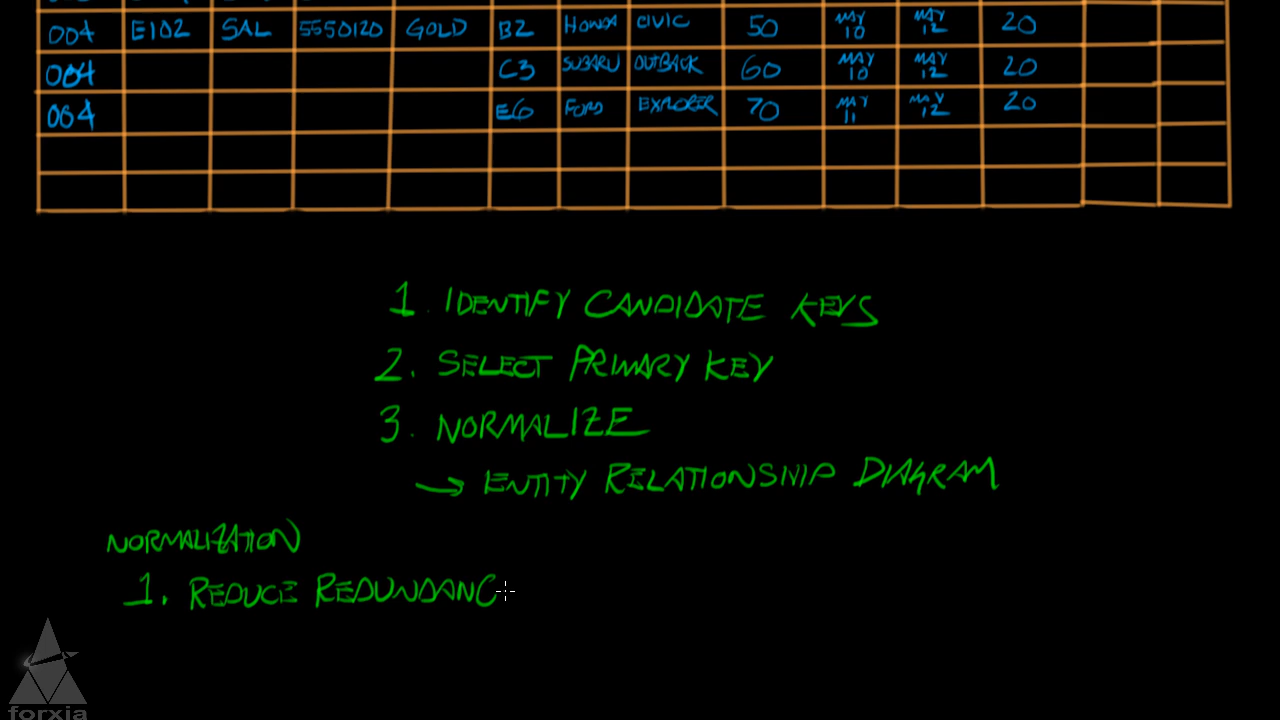 004 E102 SAL 5550120 GOLD B2 HONDA CIVIC 50 MAY 10 MAY 12 20
004 C3 SUBARU OUTBACK 60 MAY 10 MAY 12 20
004 E6 FORD EXPLORER 70 MAY 11 MAY 12 20
1. IDENTIFY CANDIDATE KEYS
2. SELECT PRIMARY KEY
3. NORMALIZE
→ ENTITY RELATIONSHIP DIAGRAM
NORMALIZATION
1. REDUCE REDUNDANC
forxia